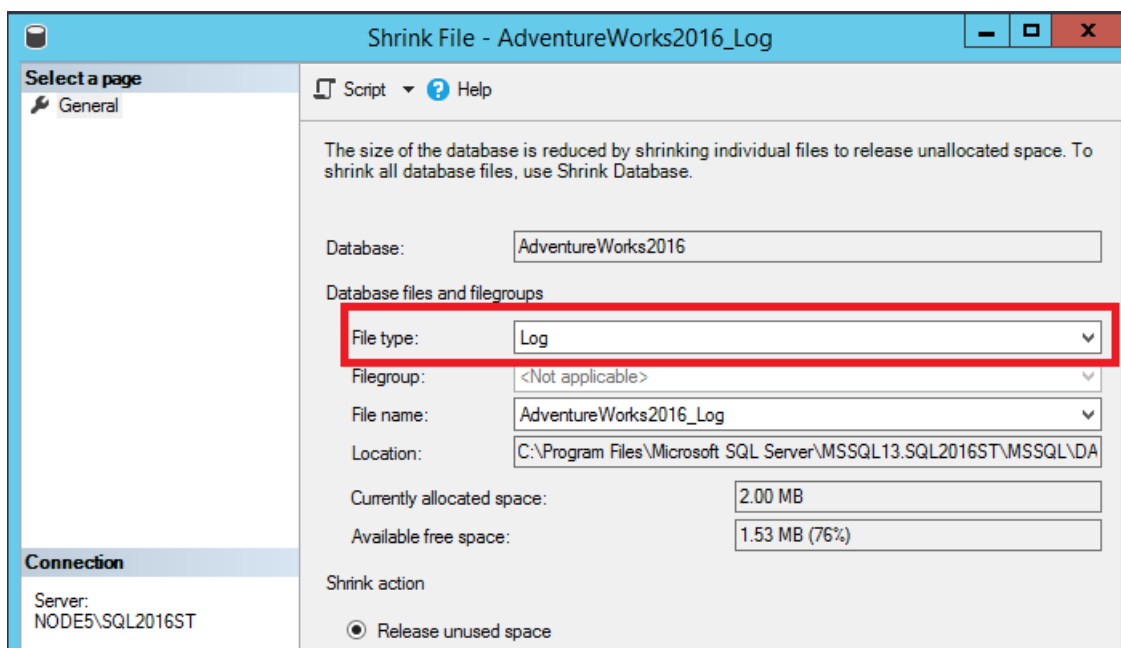 Shrink File - AdventureWorks2016_Log
Select a page
General
Script
Help
The size of the database is reduced by shrinking individual files to release unallocated space. To
shrink all database files, use Shrink Database.
Database:
AdventureWorks2016
Database files and filegroups
File type:
Log
Filegroup:
<Not applicable>
File name:
AdventureWorks2016_Log
Location:
C:\Program Files\Microsoft SQL Server\MSSQL13.SQL2016ST\MSSQL\DA
Currently allocated space:
2.00 MB
Available free space:
1.53 MB (76%)
Connection
Server:
NODE5\SQL2016ST
Shrink action
Release unused space